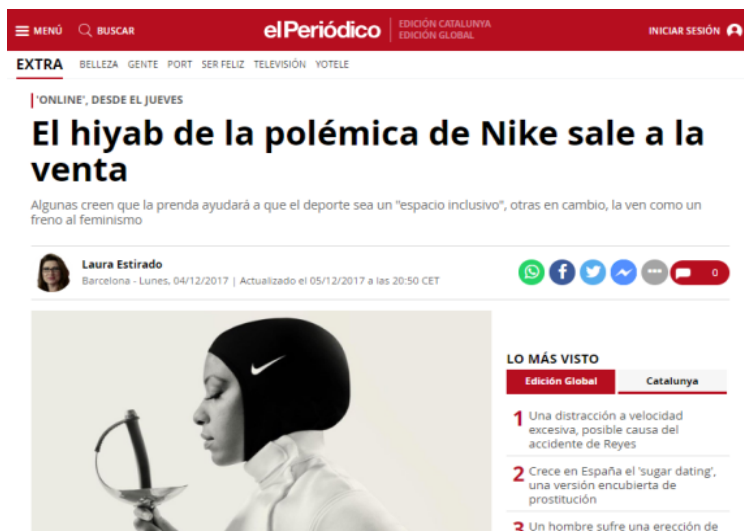 MENÚ BUSCAR elPeriódico EDICIÓN CATALUNYA
EDICIÓN GLOBAL INICIAR SESIÓN
EXTRA BELLEZA GENTE PORT SER FELIZ TELEVISIÓN YOTELE
'ONLINE', DESDE EL JUEVES
El hiyab de la polémica de Nike sale a la
venta
Algunas creen que la prenda ayudará a que el deporte sea un "espacio inclusivo", otras en cambio, la ven como un
freno al feminismo
Laura Estirado
Barcelona - Lunes, 04/12/2017 | Actualizado el 05/12/2017 a las 20:50 CET
0
LO MÁS VISTO
Edición Global Catalunya
1 Una distracción a velocidad
excesiva, posible causa del
accidente de Reyes
2 Crece en España el 'sugar dating',
una versión encubierta de
prostitución
3 Un hombre sufre una erección de